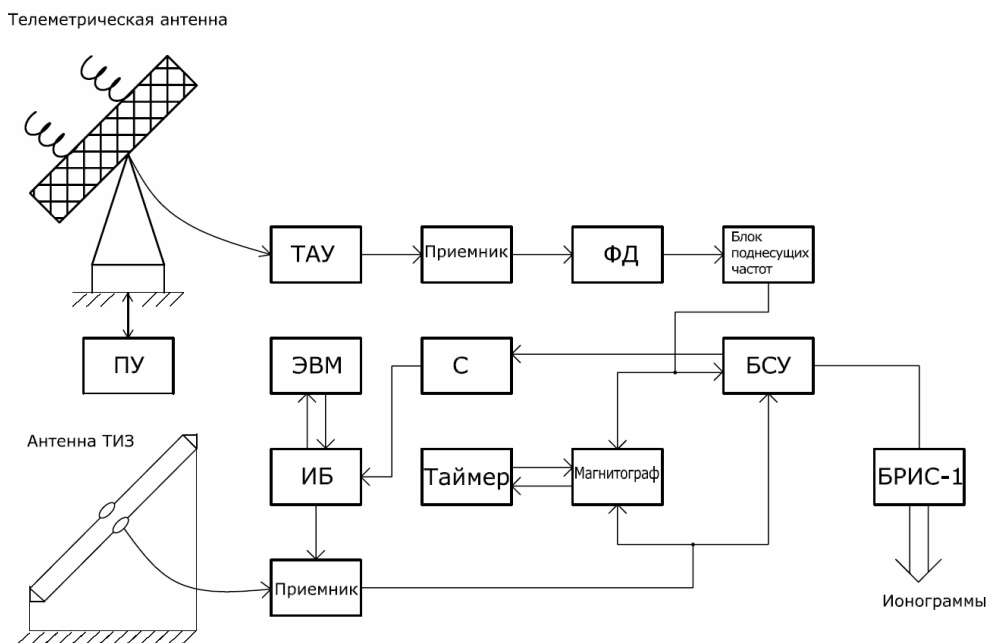 Телеметрическая антенна
ТАУ
Приемник
ФД
Блок
поднесущих
частот
ПУ
ЭВМ
С
БСУ
Антенна ТИЗ
ИБ
Таймер
Магнитограф
БРИС-1
Приемник
Ионограммы